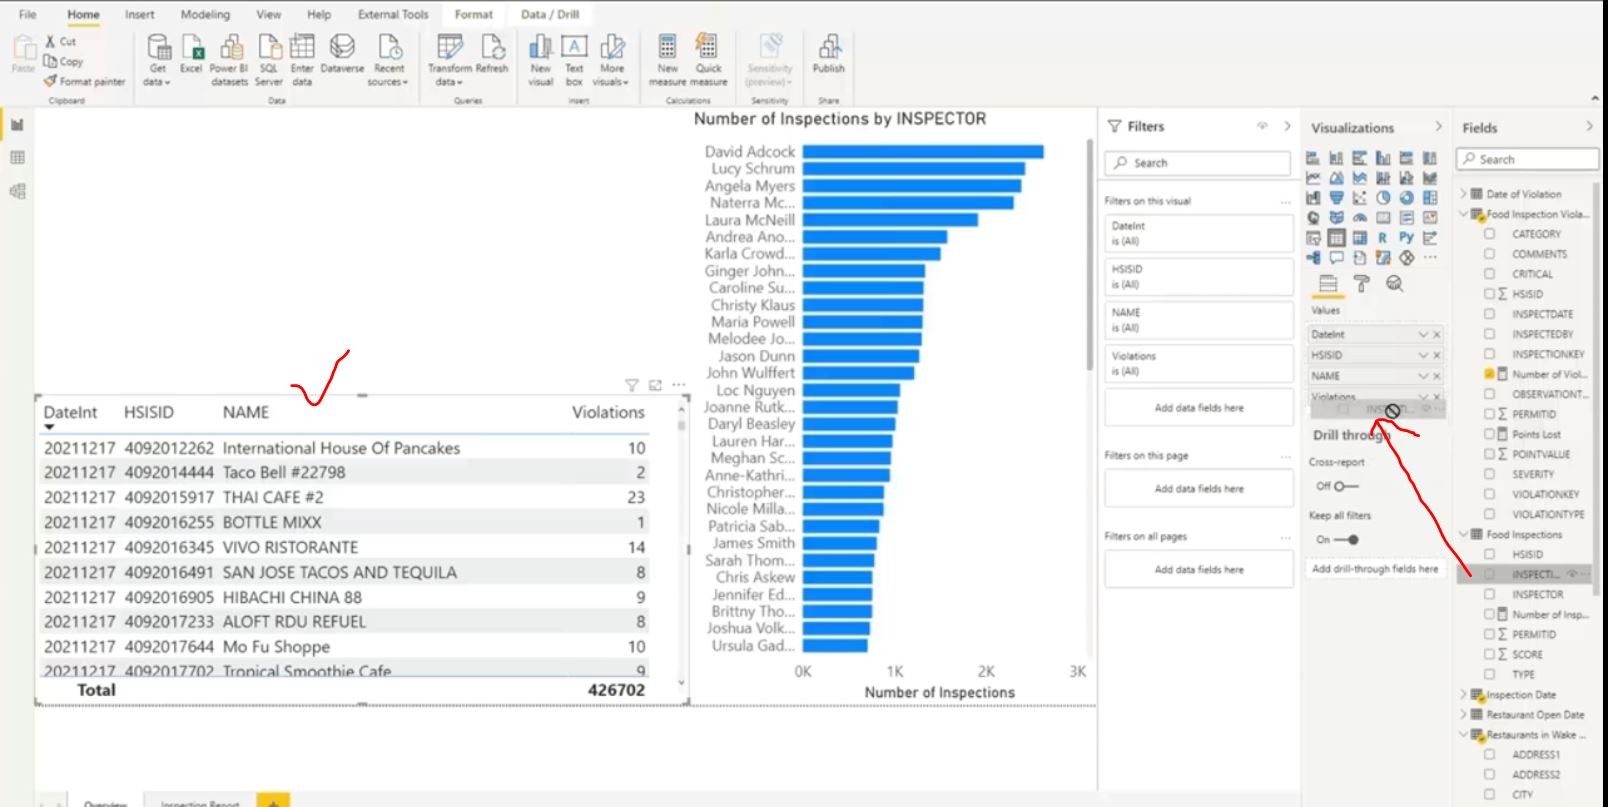 File Home Insert Modeling View Help External Tools Format Data / Drill
Paste
Cut
Copy
Format painter
Clipboard
Get data
Excel
Power BI datasets
SQL Server
Enter data
Dataverse
Recent sources
Data
Transform data
Refresh
Queries
New visual
Text box
More visuals
Insert
New measure
Quick measure
Calculations
Sensitivity (preview)
Sensitivity
Publish
Share
DateInt HSISID NAME Violations
20211217 4092012262 International House Of Pancakes 10
20211217 4092014444 Taco Bell #22798 2
20211217 4092015917 THAI CAFE #2 23
20211217 4092016255 BOTTLE MIXX 1
20211217 4092016345 VIVO RISTORANTE 14
20211217 4092016491 SAN JOSE TACOS AND TEQUILA 8
20211217 4092016905 HIBACHI CHINA 88 9
20211217 4092017233 ALOFT RDU REFUEL 8
20211217 4092017644 Mo Fu Shoppe 10
20211217 4092017702 Tropical Smoothie Cafe 9
Total 426702
Number of Inspections by INSPECTOR
David Adcock
Lucy Schrum
Angela Myers
Naterra Mc...
Laura McNeill
Andrea Ano...
Karla Crowd...
Ginger John...
Caroline Su...
Christy Klaus
Maria Powell
Melodee Jo...
Jason Dunn
John Wulffert
Loc Nguyen
Joanne Rutk...
Daryl Beasley
Lauren Har...
Meghan Sc...
Anne-Kathri...
Christopher...
Nicole Milla...
Patricia Sab...
James Smith
Sarah Thom...
Chris Askew
Jennifer Ed...
Brittny Tho...
Joshua Volk...
Ursula Gad...
0K 1K 2K 3K
Number of Inspections
Filters
Search
Filters on this visual ...
DateInt
is (All)
HSISID
is (All)
NAME
is (All)
Violations
is (All)
Add data fields here
Filters on this page ...
Add data fields here
Filters on all pages ...
Add data fields here
Visualizations
R Py
...
Values
DateInt
HSISID
NAME
Violations
Drill through
Cross-report
Off
Keep all filters
On
Add drill-through fields here
Fields
Search
Date of Violation
Food Inspection Viola...
CATEGORY
COMMENTS
CRITICAL
Σ HSISID
INSPECTDATE
INSPECTEDBY
INSPECTIONKEY
Number of Viol...
OBSERVATIONT...
Σ PERMITID
Points Lost
Σ POINTVALUE
SEVERITY
VIOLATIONKEY
VIOLATIONTYPE
Food Inspections
HSISID
INSPECTI...
INSPECTOR
Number of Insp...
Σ PERMITID
Σ SCORE
TYPE
Inspection Date
Restaurant Open Date
Restaurants in Wake ...
ADDRESS1
ADDRESS2
CITY
Overview Inspection Report +